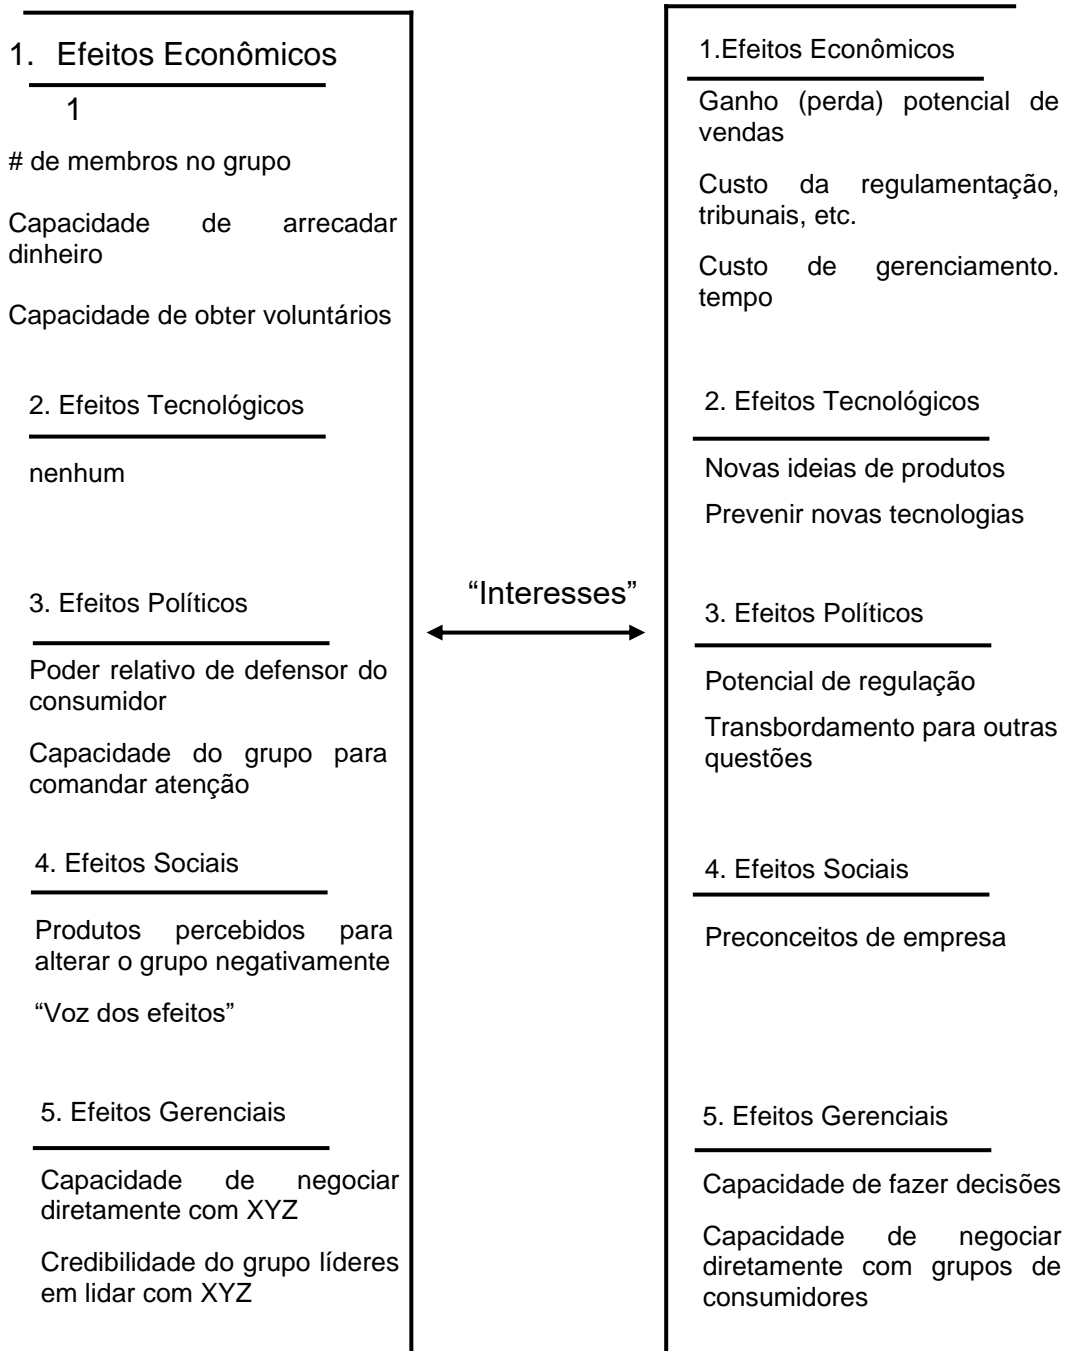 1. Efeitos Econômicos
1
# de membros no grupo
Capacidade de arrecadar
dinheiro
Capacidade de obter voluntários
2. Efeitos Tecnológicos
nenhum
3. Efeitos Políticos
Poder relativo de defensor do
consumidor
Capacidade do grupo para
comandar atenção
4. Efeitos Sociais
Produtos percebidos para
alterar o grupo negativamente
“Voz dos efeitos”
5. Efeitos Gerenciais
Capacidade de negociar
diretamente com XYZ
Credibilidade do grupo líderes
em lidar com XYZ
“Interesses”
1.Efeitos Econômicos
Ganho (perda) potencial de
vendas
Custo da regulamentação,
tribunais, etc.
Custo de gerenciamento.
tempo
2. Efeitos Tecnológicos
Novas ideias de produtos
Prevenir novas tecnologias
3. Efeitos Políticos
Potencial de regulação
Transbordamento para outras
questões
4. Efeitos Sociais
Preconceitos de empresa
5. Efeitos Gerenciais
Capacidade de fazer decisões
Capacidade de negociar
diretamente com grupos de
consumidores